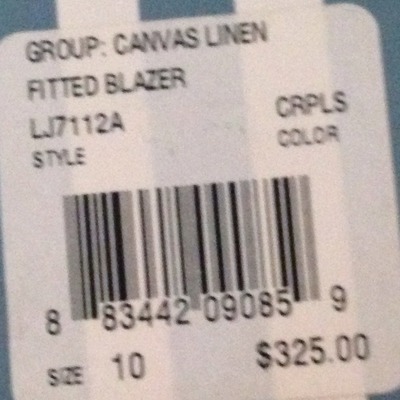 GROUP: CANVAS LINEN
FITTED BLAZER
LJ7112A CRPLS
STYLE COLOR
8 83442 09085 9
SIZE 10 $325.00